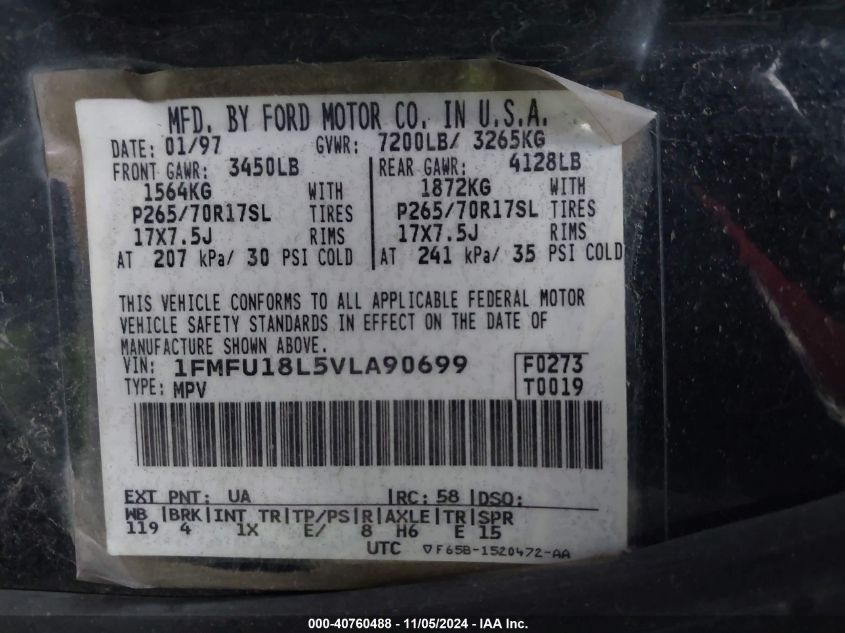 MFD. BY FORD MOTOR CO. IN U.S.A.
DATE: 01/97 GVWR: 7200LB/ 3265KG
FRONT GAWR: 3450LB REAR GAWR: 4128LB
1564KG WITH 1872KG WITH
P265/70R17SL TIRES P265/70R17SL TIRES
17X7.5J RIMS 17X7.5J RIMS
AT 207 kPa/ 30 PSI COLD AT 241 kPa/ 35 PSI COLD
THIS VEHICLE CONFORMS TO ALL APPLICABLE FEDERAL MOTOR
VEHICLE SAFETY STANDARDS IN EFFECT ON THE DATE OF
MANUFACTURE SHOWN ABOVE.
VIN: 1FMFU18L5VLA90699 F0273
TYPE: MPV T0019
EXT PNT: UA |RC: 58 |DSO:
WB |BRK|INT TR|TP/PS|R|AXLE|TR|SPR
119 4 1X E/ 8 H6 E 15
UTC ▽F65B-1520472-AA
000-40760488 - 11/05/2024 - IAA Inc.